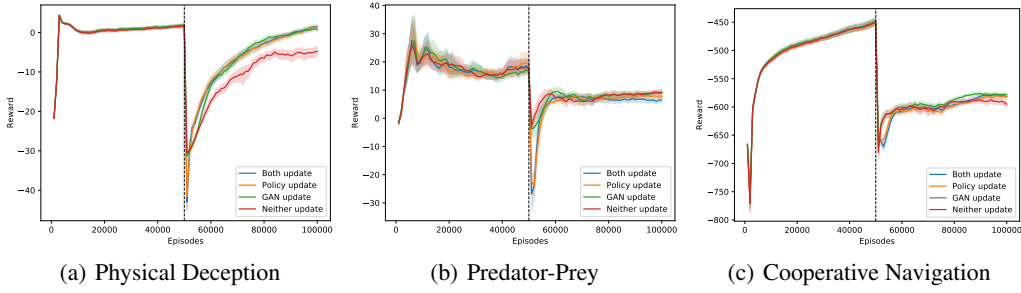 0
−10
−20
−30
−40
Reward
0
20000
40000
60000
80000
100000
Episodes
Both update
Policy update
GAN update
Neither update
(a) Physical Deception
40
30
20
10
0
−10
−20
−30
Reward
0
20000
40000
60000
80000
100000
Episodes
Both update
Policy update
GAN update
Neither update
(b) Predator-Prey
−450
−500
−550
−600
−650
−700
−750
−800
Reward
0
20000
40000
60000
80000
100000
Episodes
Both update
Policy update
GAN update
Neither update
(c) Cooperative Navigation